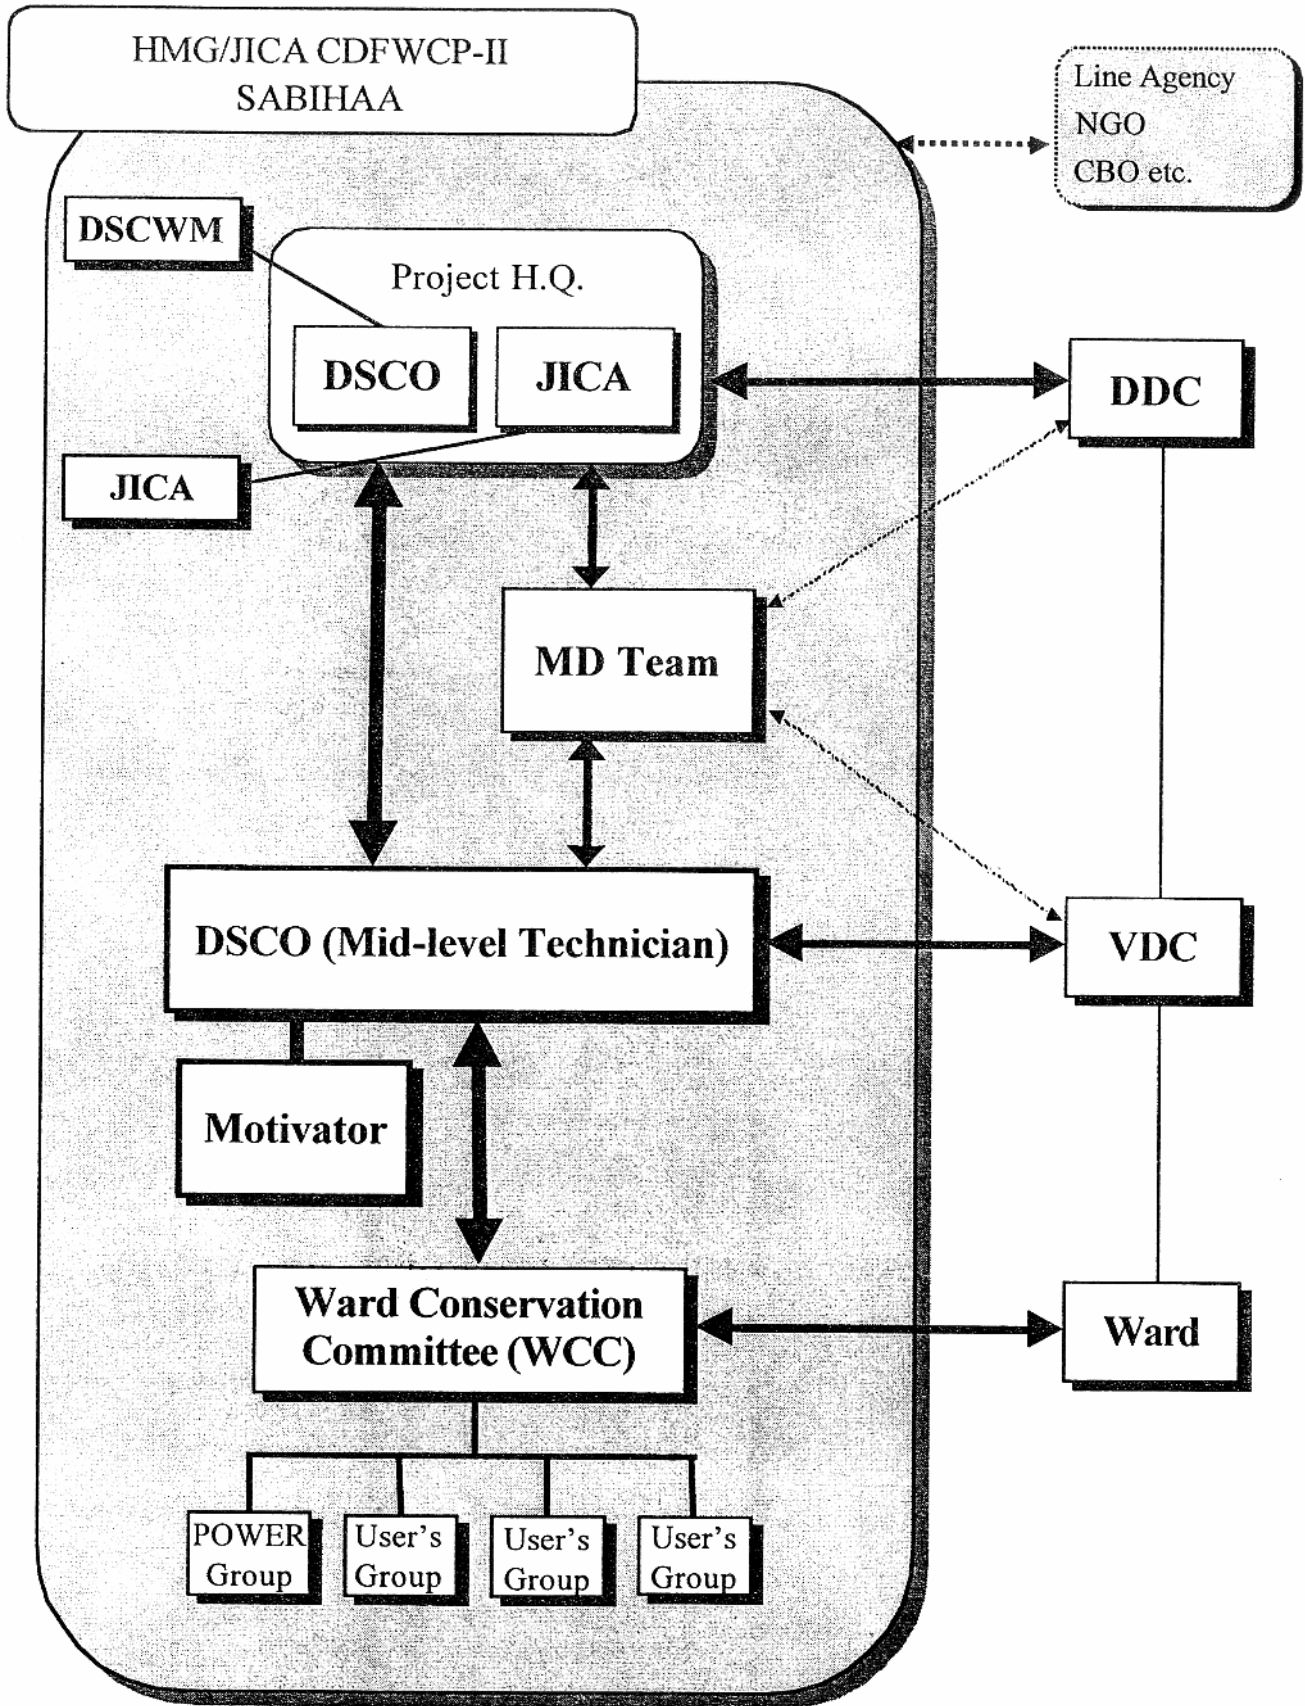 HMG/JICA CDFWCP-II
SABIHAA
Line Agency
NGO
CBO etc.
DSCWM
Project H.Q.
DSCO
JICA
DDC
JICA
MD Team
DSCO (Mid-level Technician)
VDC
Motivator
Ward Conservation
Committee (WCC)
Ward
POWER
Group
User's
Group
User's
Group
User's
Group